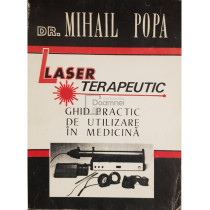 DR. MIHAIL POPA
LASER
TERAPEUTIC
GHID PRACTIC
DE UTILIZARE
ÎN MEDICINĂ